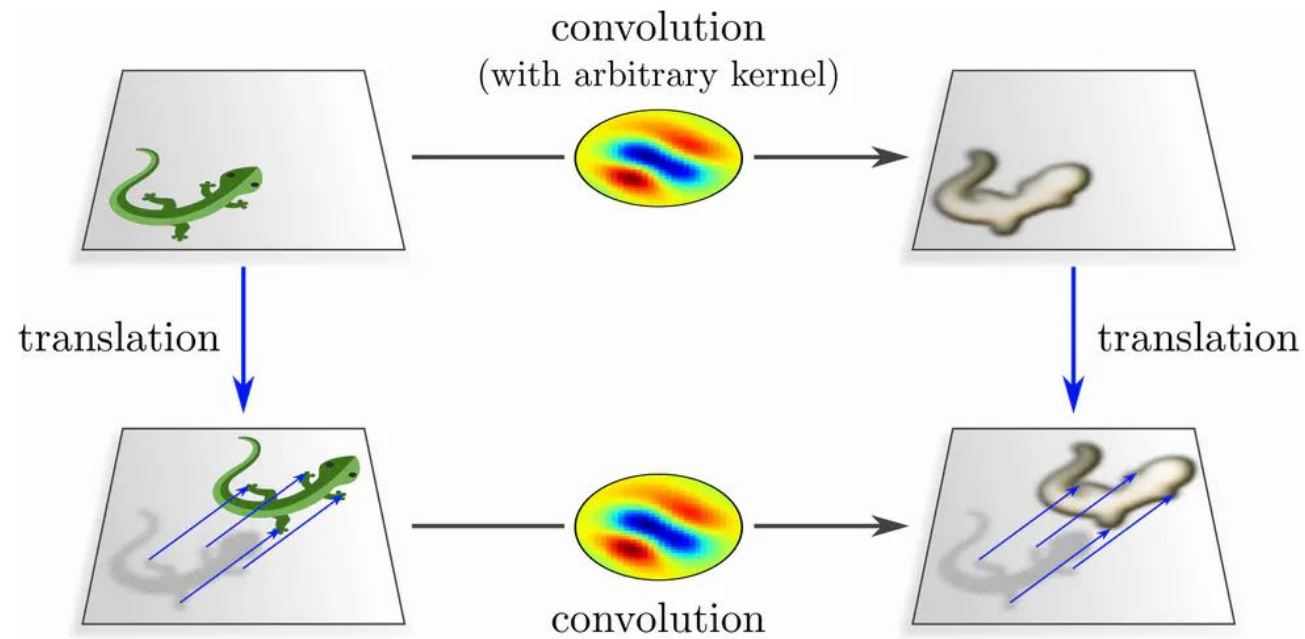 convolution
(with arbitrary kernel)
translation
translation
convolution